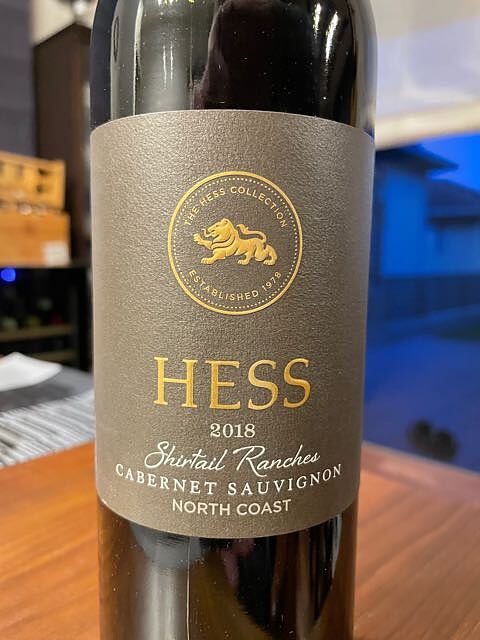 THE HESS COLLECTION
ESTABLISHED 1978
HESS
2018
Shirtail Ranches
CABERNET SAUVIGNON
NORTH COAST